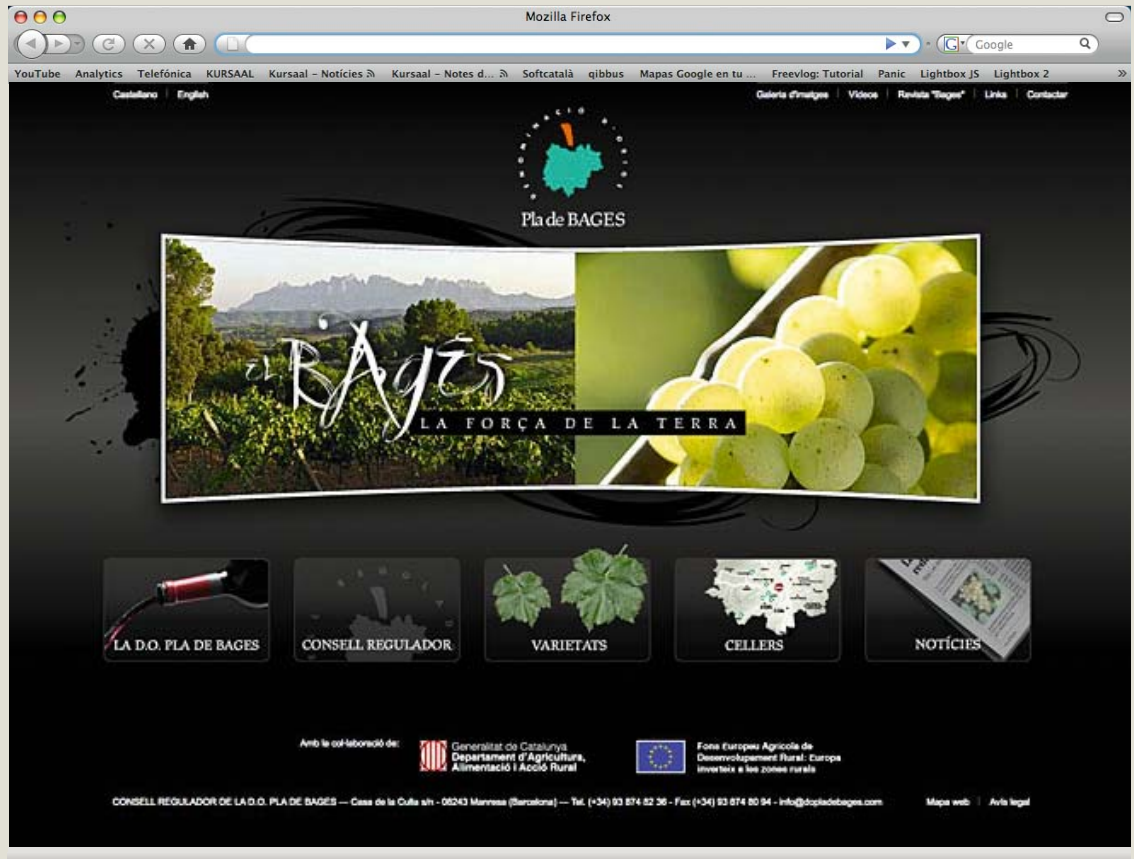 Mozilla Firefox
Google
YouTube Analytics Telefónica KURSAAL Kursaal – Notícies Kursaal – Notes d... Softcatalà qibbus Mapas Google en tu ... Freevlog: Tutorial Panic Lightbox JS Lightbox 2 »
Castellano English
Galeria d'imatges Vídeos Revista "Bages" Links Contactar
Pla de BAGES
el BAgES
LA FORÇA DE LA TERRA
LA D.O. PLA DE BAGES
CONSELL REGULADOR
VARIETATS
CELLERS
NOTÍCIES
Amb la col·laboració de:
Generalitat de Catalunya
Departament d'Agricultura,
Alimentació i Acció Rural
Fons Europeu Agrícola de
Desenvolupament Rural: Europa
inverteix a les zones rurals
CONSELL REGULADOR DE LA D.O. PLA DE BAGES — Casa de la Culla s/n - 08243 Manresa (Barcelona) — Tel. (+34) 93 874 82 36 - Fax (+34) 93 874 80 94 - info@dopladebages.com
Mapa web Avís legal